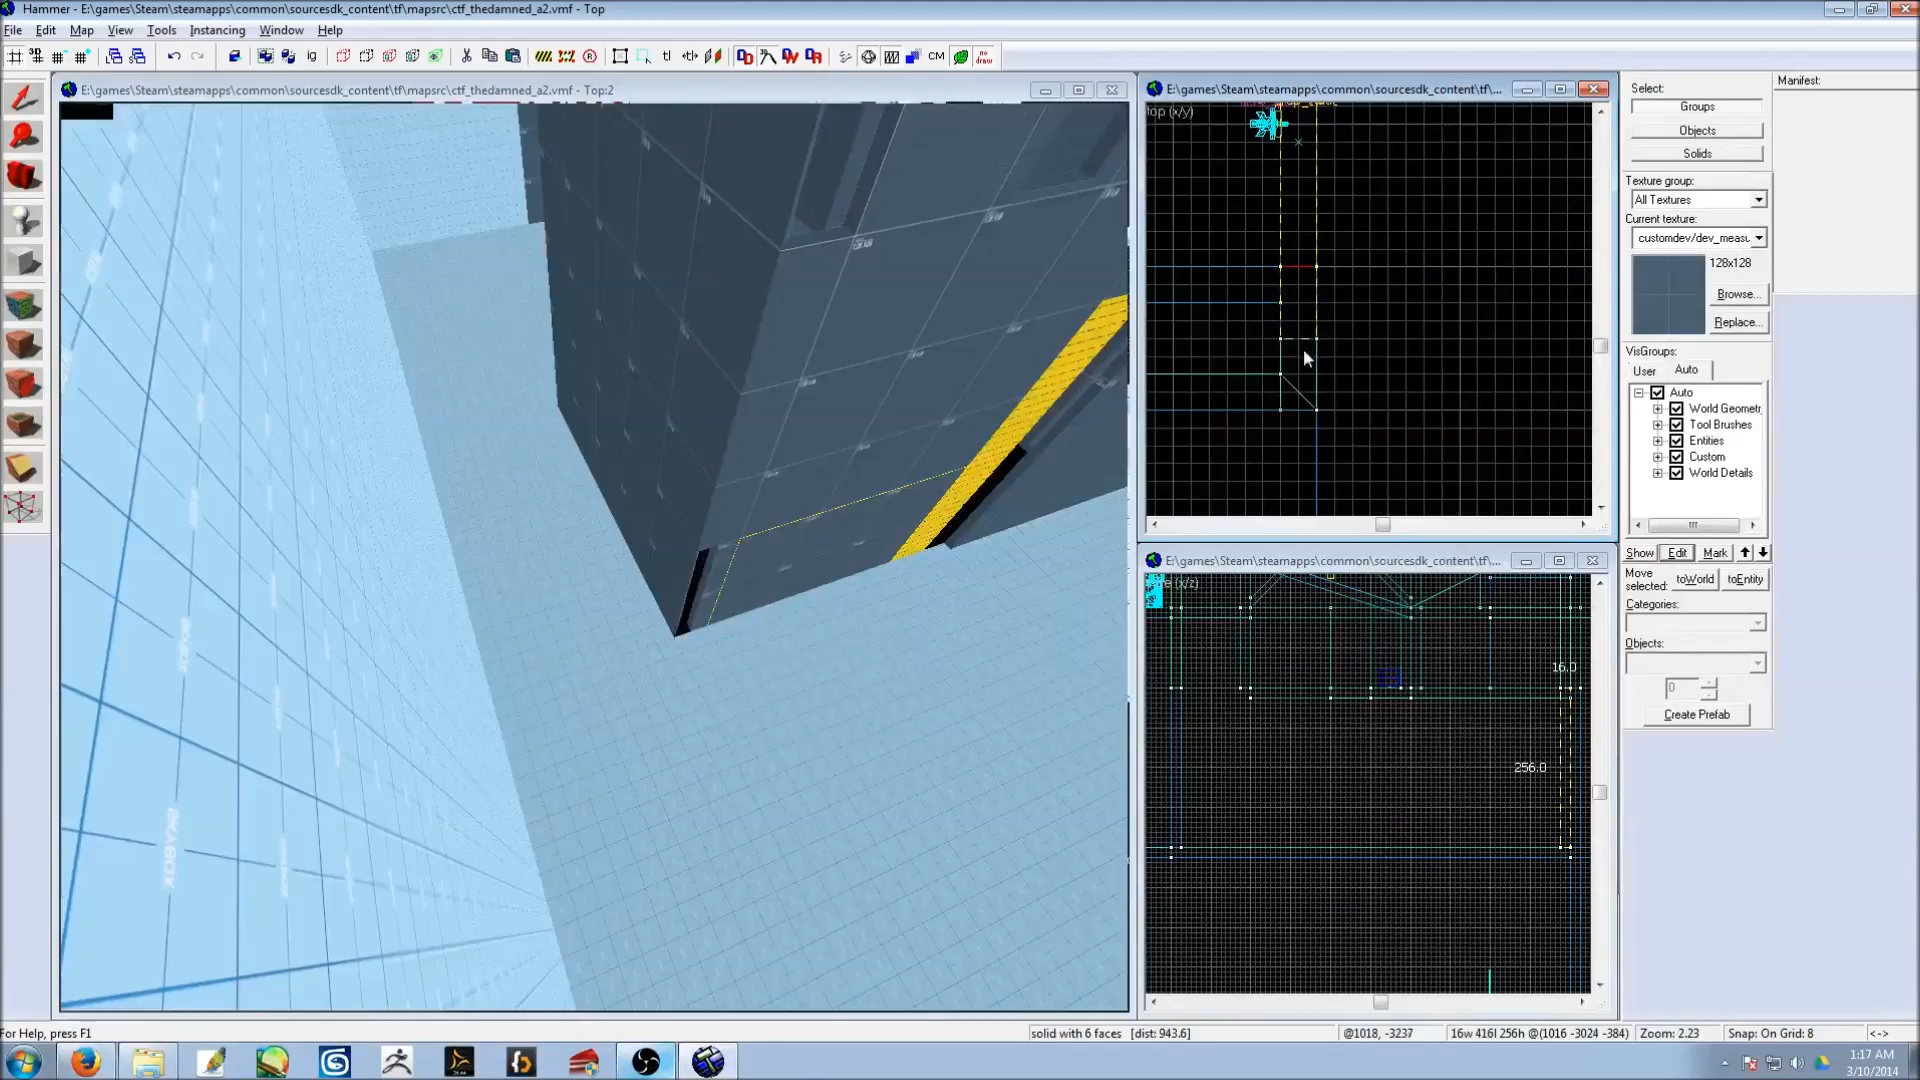 Hammer - E:\games\Steam\steamapps\common\sourcesdk_content\tf\mapsrc\ctf_thedamned_a2.vmf - Top
File Edit Map View Tools Instancing Window Help
E:\games\Steam\steamapps\common\sourcesdk_content\tf\mapsrc\ctf_thedamned_a2.vmf - Top:2
E:\games\Steam\steamapps\common\sourcesdk_content\tf\...
top (x/y)
Select:
Groups
Objects
Solids
Texture group:
All Textures
Current texture:
customdev/dev_measu
128x128
Browse...
Replace...
VisGroups:
User Auto
Auto
World Geometr
Tool Brushes
Entities
Custom
World Details
Show Edit Mark
Move selected: toWorld toEntity
Categories:
Objects:
0
Create Prefab
Manifest:
E:\games\Steam\steamapps\common\sourcesdk_content\tf\...
(x/z)
16.0
256.0
SKYBOX
For Help, press F1
solid with 6 faces [dist: 943.6]
@1018, -3237
16w 416l 256h @(1016 -3024 -384)
Zoom: 2.23
Snap: On Grid: 8
<->
1:17 AM
3/10/2014